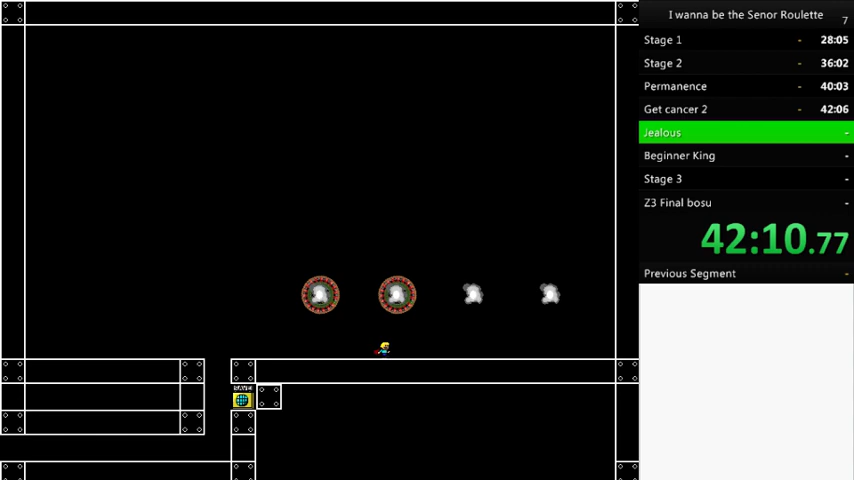 I wanna be the Senor Roulette
7
Stage 1 - 28:05
Stage 2 - 36:02
Permanence - 40:03
Get cancer 2 - 42:06
Jealous -
Beginner King -
Stage 3 -
Z3 Final bosu -
42:10.77
Previous Segment -
SAVE